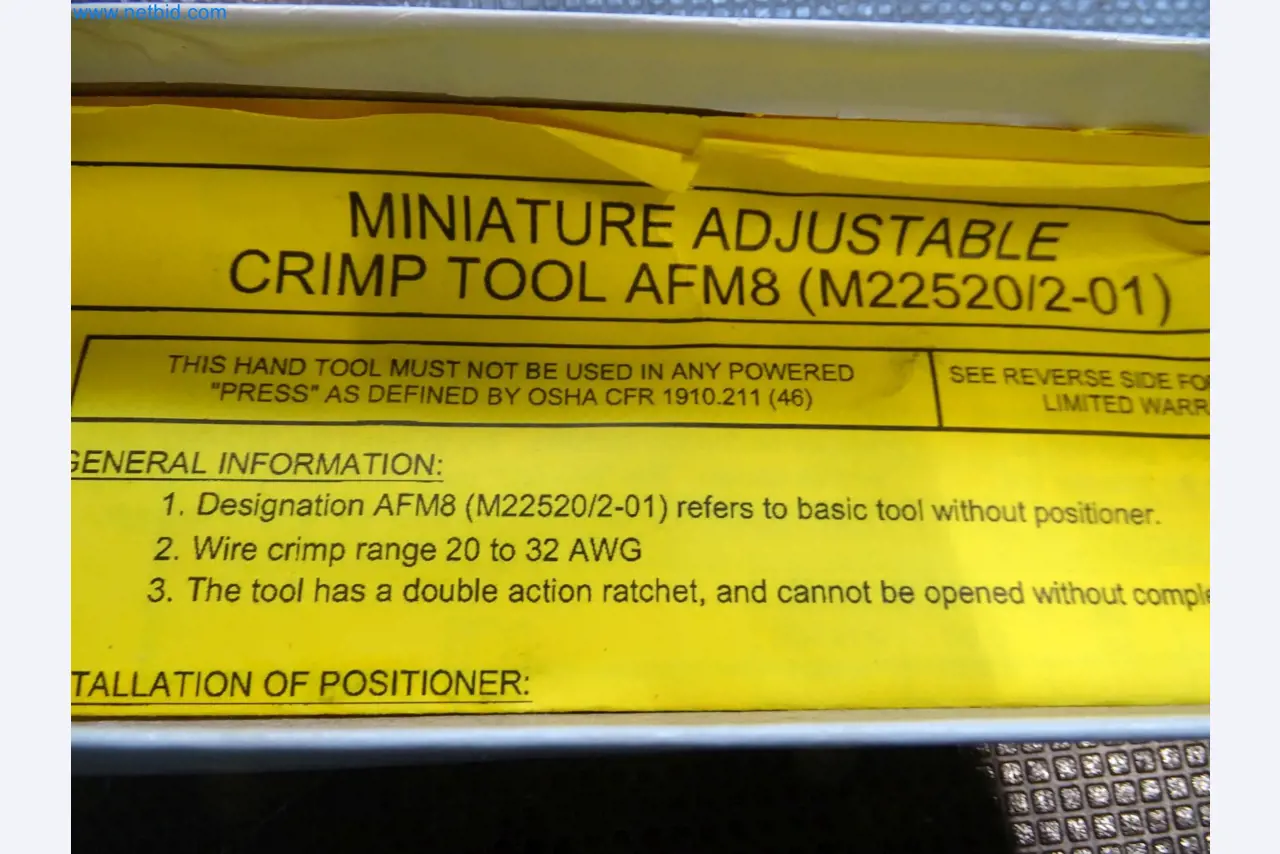 www.netbid.com
MINIATURE ADJUSTABLE
CRIMP TOOL AFM8 (M22520/2-01)
THIS HAND TOOL MUST NOT BE USED IN ANY POWERED
"PRESS" AS DEFINED BY OSHA CFR 1910.211 (46)
SEE REVERSE SIDE FO
LIMITED WARR
GENERAL INFORMATION:
1. Designation AFM8 (M22520/2-01) refers to basic tool without positioner.
2. Wire crimp range 20 to 32 AWG
3. The tool has a double action ratchet, and cannot be opened without comple
TALLATION OF POSITIONER: